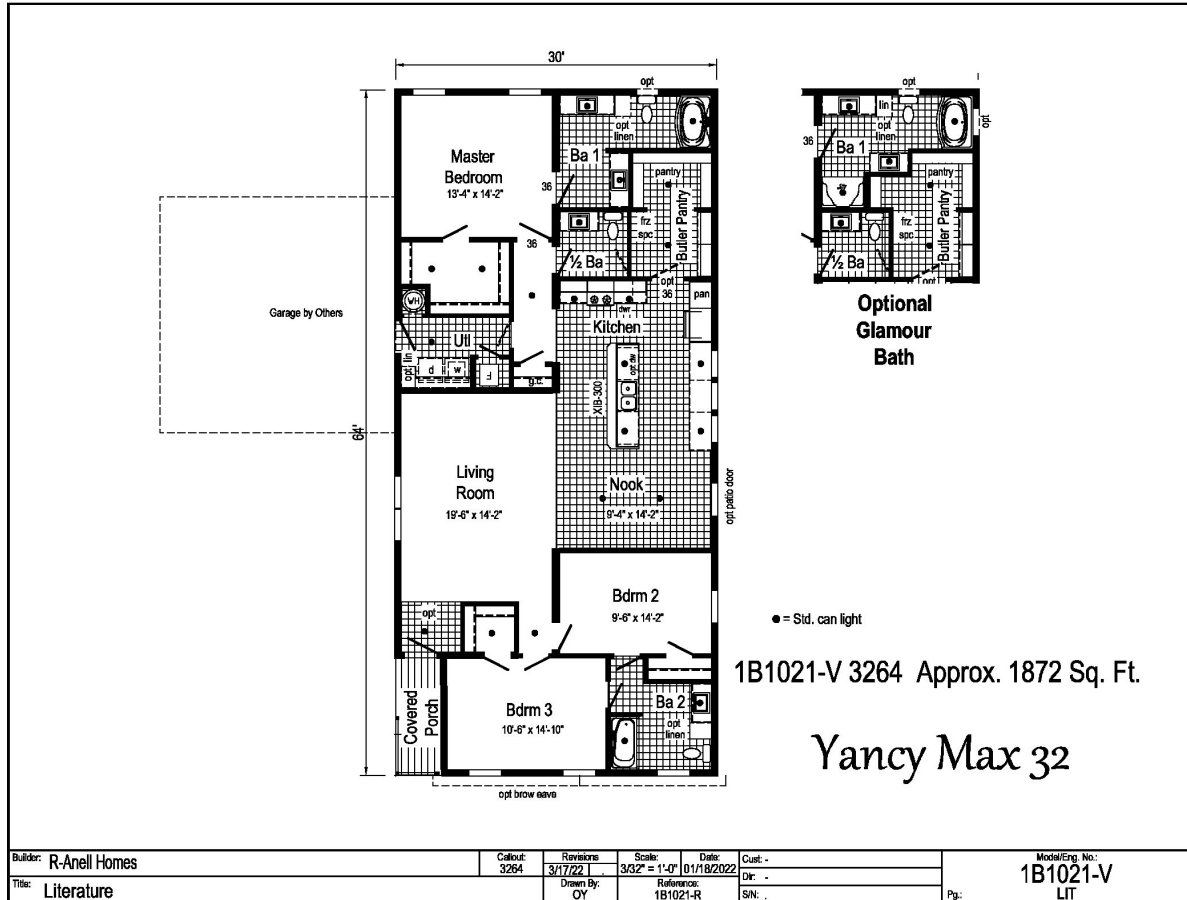 30'
opt
opt
linen
Ba 1
36
Master
Bedroom
13'-4" x 14'-2"
pantry
frz
spc
Butler Pantry
½ Ba
36
opt
36
WH
Garage by Others
Utl
opt lin
d
w
F
g.c.
dwr
pan
Kitchen
opt dw
XIB-300
64'
Living
Room
19'-6" x 14'-2"
Nook
9'-4" x 14'-2"
opt patio door
opt
Bdrm 2
9'-6" x 14'-2"
Covered
Porch
Bdrm 3
10'-6" x 14'-10"
Ba 2
opt
linen
opt brow eave
opt
lin
opt
linen
opt
36
Ba 1
pantry
frz
spc
Butler Pantry
½ Ba
opt
Optional
Glamour
Bath
● = Std. can light
1B1021-V 3264 Approx. 1872 Sq. Ft.
Yancy Max 32
Builder: R-Anell Homes
Title: Literature
Callout:
3264
Revisions
3/17/22
Scale:
3/32" = 1'-0"
Date:
01/18/2022
Drawn By:
OY
Reference:
1B1021-R
Cust: -
Dlr: -
S/N: .
Model/Eng. No.:
1B1021-V
Pg.: LIT